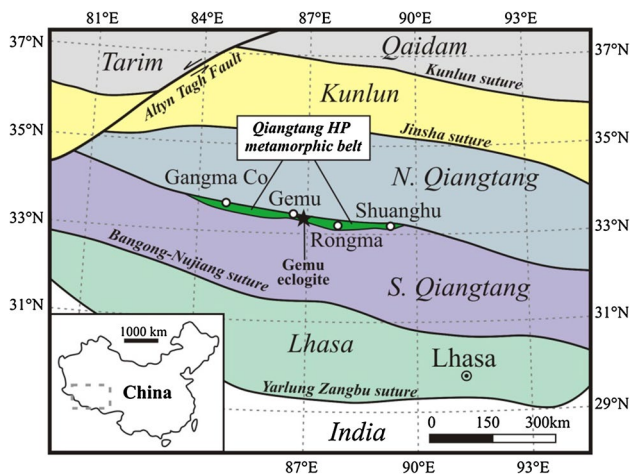 81°E 84°E 87°E 90°E 93°E
37°N
37°N
Qaidam
Tarim
Kunlun suture
Altyn Tagh Fault
Kunlun
35°N
35°N
Qiangtang HP
metamorphic belt
Jinsha suture
N. Qiangtang
Gangma Co
Gemu
Shuanghu
33°N
33°N
Rongma
Bangong-Nujiang suture
Gemu
eclogite
S. Qiangtang
31°N
31°N
1000 km
Lhasa
Lhasa
China
Yarlung Zangbu suture
29°N
India
0 150 300km
87°E 90°E 93°E